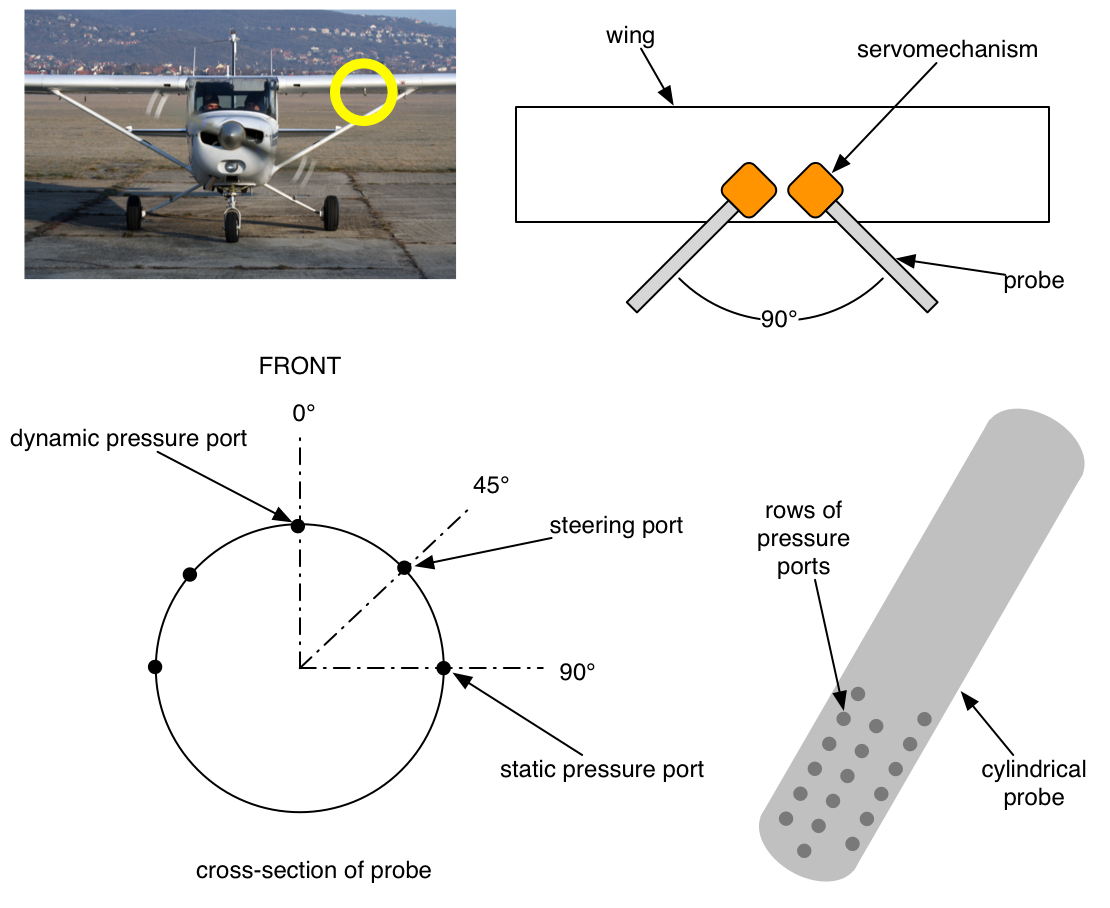 wing
servomechanism
probe
90°
FRONT
0°
dynamic pressure port
45°
steering port
90°
static pressure port
cross-section of probe
rows of
pressure
ports
cylindrical
probe